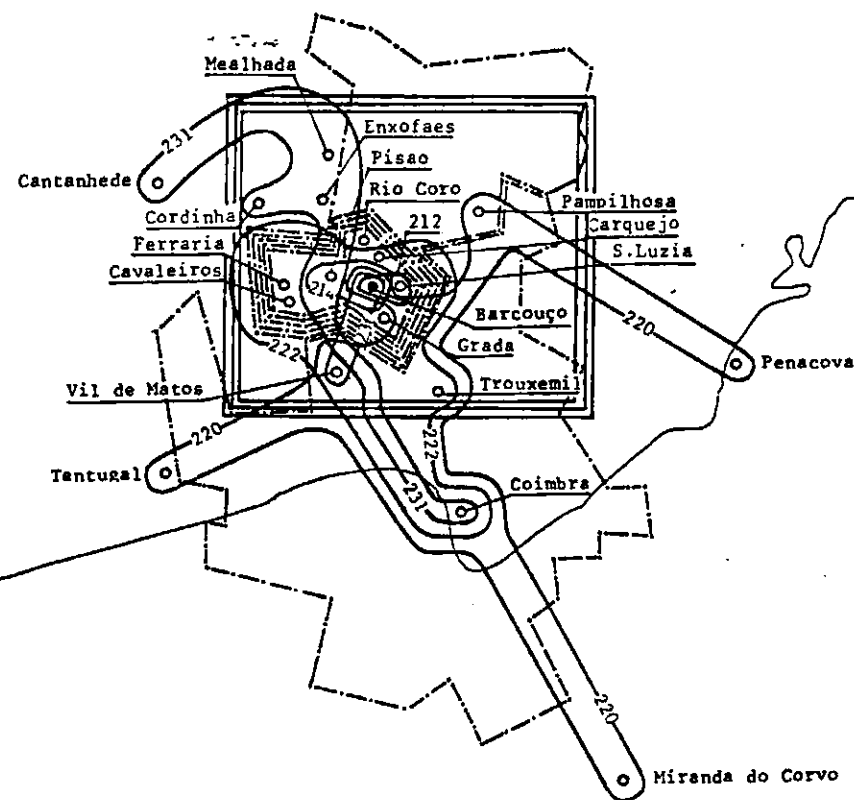 Mealhada
231
Enxofaes
Cantanhede
Pisao
Rio Coro
Cordinha
212
Pampilhosa
Carquejo
Ferraria
S.Luzia
Cavaleiros
214
Barcouço
220
222
Grada
Penacova
Vil de Matos
Trouxemil
220
222
Tentugal
Coimbra
231
220
Miranda do Corvo